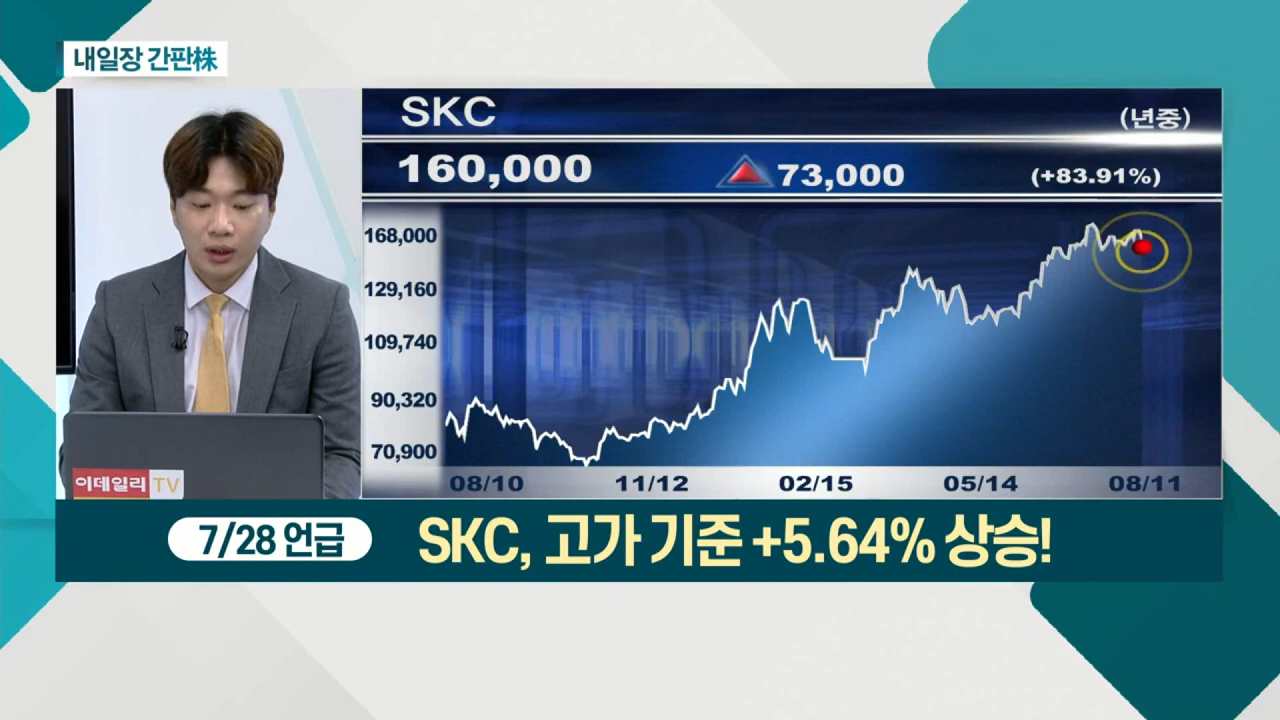 내일장 간판株
SKC
(년중)
160,000 ▲ 73,000 (+83.91%)
168,000
129,160
109,740
90,320
70,900
08/10 11/12 02/15 05/14 08/11
이데일리TV
7/28 언급 SKC, 고가 기준 +5.64% 상승!